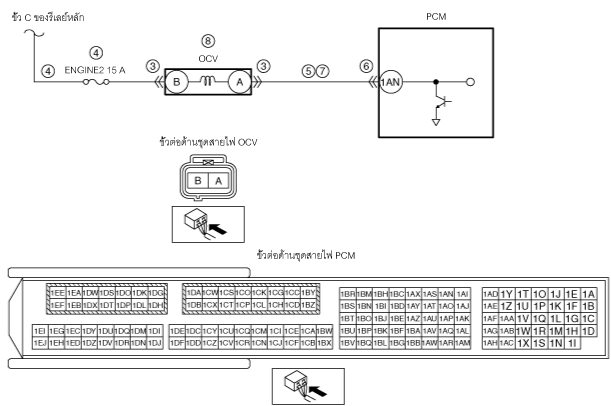 ขั้ว C ของรีเลย์หลัก
PCM
⑧
OCV
④
④ ENGINE2 15 A
③ B A ③ ⑤⑦ ⑥ 1AN
ขั้วต่อด้านชุดสายไฟ OCV
B A
ขั้วต่อด้านชุดสายไฟ PCM
1EE 1EA 1DW 1DS 1DO 1DK 1DG 1DA 1CW 1CS 1CO 1CK 1CG 1CC 1BY 1BR 1BM 1BH 1BC 1AX 1AS 1AN 1AI 1AD 1Y 1T 1O 1J 1E 1A
1EF 1EB 1DX 1DT 1DP 1DL 1DH 1DB 1CX 1CT 1CP 1CL 1CH 1CD 1BZ 1BS 1BN 1BI 1BD 1AY 1AT 1AO 1AJ 1Z 1U 1P 1K 1F 1B
1BT 1BO 1BJ 1BE 1AZ 1AU 1AP 1AK 1AF 1AA 1V 1Q 1L 1G 1C
1EI 1EG 1EC 1DY 1DU 1DQ 1DM 1DI 1DE 1DC 1CY 1CU 1CQ 1CM 1CI 1CE 1CA 1BW 1BU 1BP 1BK 1BF 1BA 1AV 1AQ 1AL 1AG 1AB 1W 1R 1M 1H 1D
1EJ 1EH 1ED 1DZ 1DV 1DR 1DN 1DJ 1DF 1DD 1CZ 1CV 1CR 1CN 1CJ 1CF 1CB 1BX 1BV 1BQ 1BL 1BG 1BB 1AW 1AR 1AM 1AH 1AC 1X 1S 1N 1I